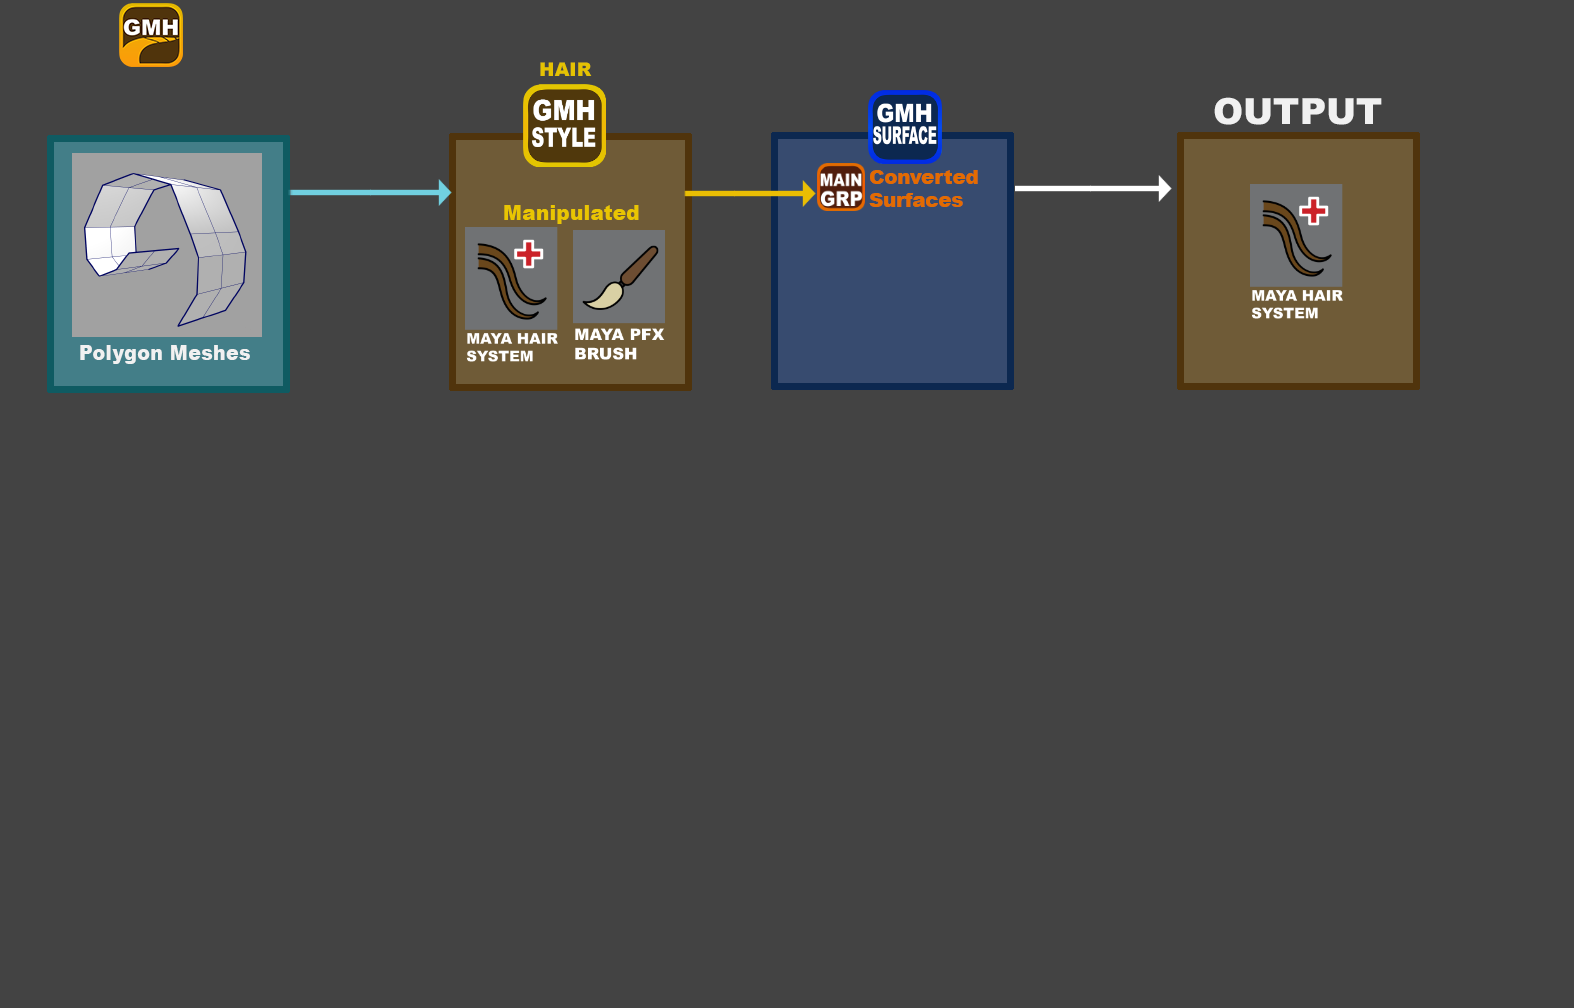 GMH
HAIR
GMH
STYLE
GMH
SURFACE
OUTPUT
Polygon Meshes
Manipulated
MAYA HAIR
SYSTEM
MAYA PFX
BRUSH
MAIN
GRP
Converted
Surfaces
MAYA HAIR
SYSTEM